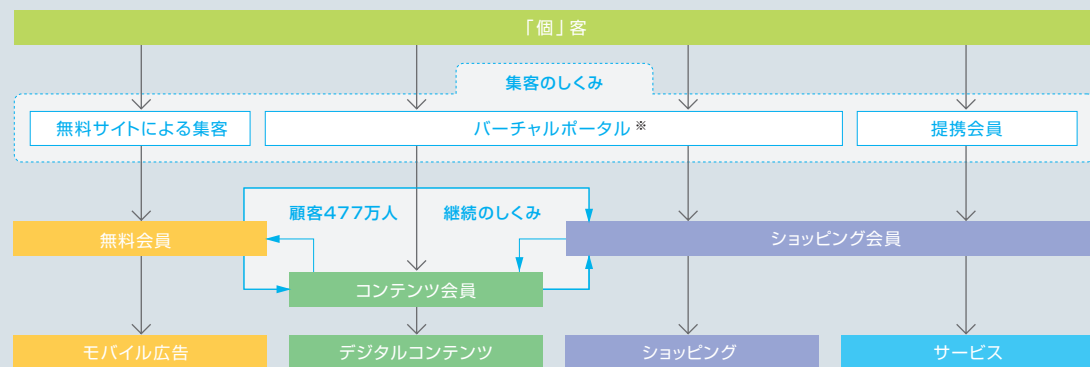 「個」客
集客のしくみ
無料サイトによる集客
バーチャルポータル※
提携会員
顧客477万人
継続のしくみ
無料会員
ショッピング会員
コンテンツ会員
モバイル広告
デジタルコンテンツ
ショッピング
サービス